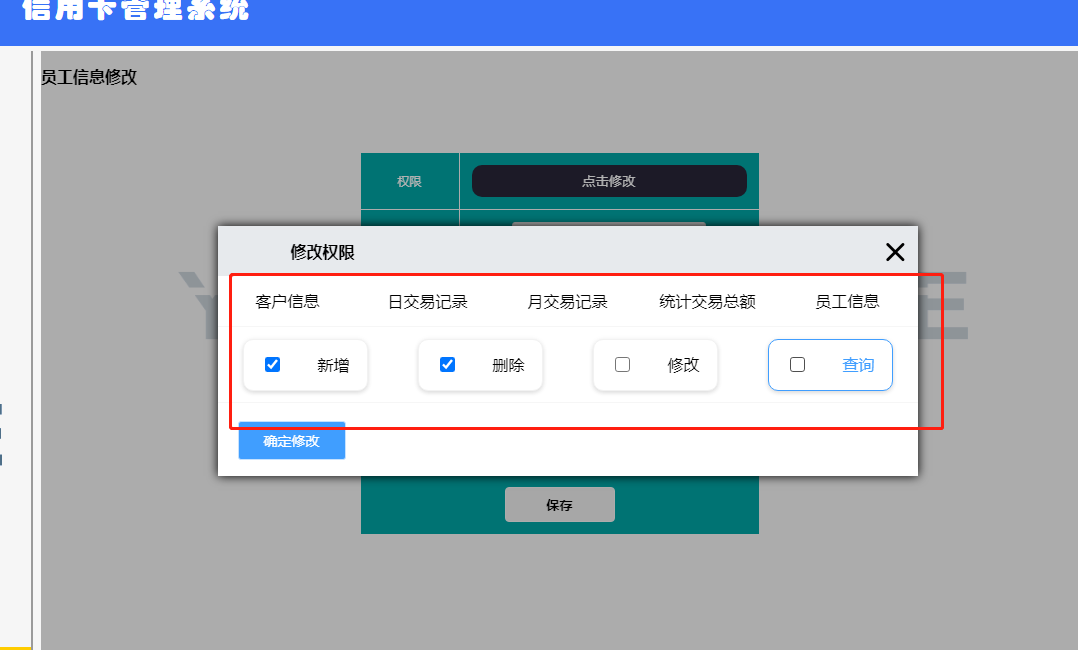 信用卡管理系统
员工信息修改
权限 点击修改
修改权限
客户信息 日交易记录 月交易记录 统计交易总额 员工信息
新增 删除 修改 查询
确定修改
保存